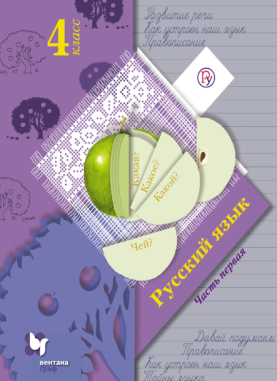 4
класс
Развитие речи
Как устроен наш язык
Правописание
РУ
Какая?
Какое?
Какой?
Чей?
Русский язык
Часть первая
вентана
граф
Давай подумаем
Правописание
Как устроен наш язык
Тайны языка